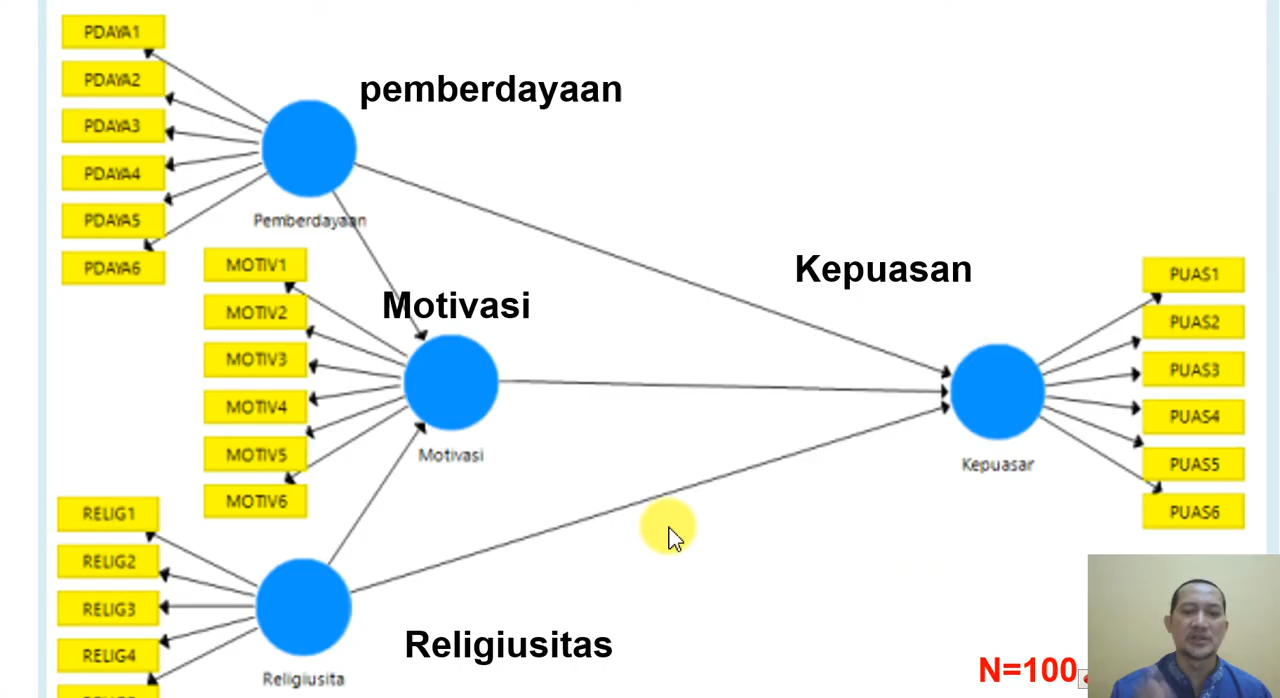 PDAYA1
PDAYA2
PDAYA3
PDAYA4
PDAYA5
PDAYA6
pemberdayaan
Pemberdayaan
MOTIV1
MOTIV2
MOTIV3
MOTIV4
MOTIV5
MOTIV6
Motivasi
Motivasi
Kepuasan
Kepuasar
PUAS1
PUAS2
PUAS3
PUAS4
PUAS5
PUAS6
RELIG1
RELIG2
RELIG3
RELIG4
Religiusitas
Religiusita
N=100